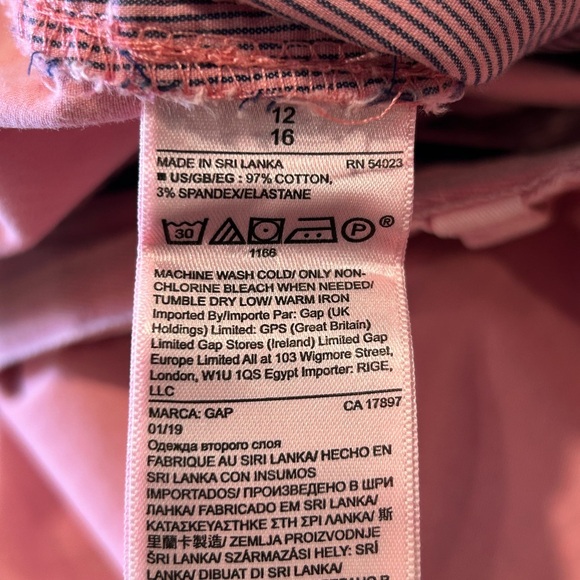 12
16
MADE IN SRI LANKA RN 54023
■ US/GB/EG : 97% COTTON,
3% SPANDEX/ELASTANE
30 P ®
1166
MACHINE WASH COLD/ ONLY NON-
CHLORINE BLEACH WHEN NEEDED/
TUMBLE DRY LOW/ WARM IRON
Imported By/Importe Par: Gap (UK
Holdings) Limited: GPS (Great Britain)
Limited Gap Stores (Ireland) Limited Gap
Europe Limited All at 103 Wigmore Street,
London, W1U 1QS Egypt Importer: RIGE,
LLC
MARCA: GAP CA 17897
01/19
Одежда второго слоя
FABRIQUE AU SIRI LANKA/ HECHO EN
SRI LANKA CON INSUMOS
IMPORTADOS/ ПРОИЗВЕДЕНО В ШРИ
ЛАНКА/ FABRICADO EM SRI LANKA/
ΚΑΤΑΣΚΕΥΑΣΤΗΚΕ ΣΤΗ ΣΡΙ ΛΑΝΚΑ/ 斯
里蘭卡製造/ ZEMLJA PROIZVODNJE
ŠRI LANKA/ SZÁRMAZÁSI HELY: SRÍ
LANKA/ DIBUAT DI SRI LANKA/